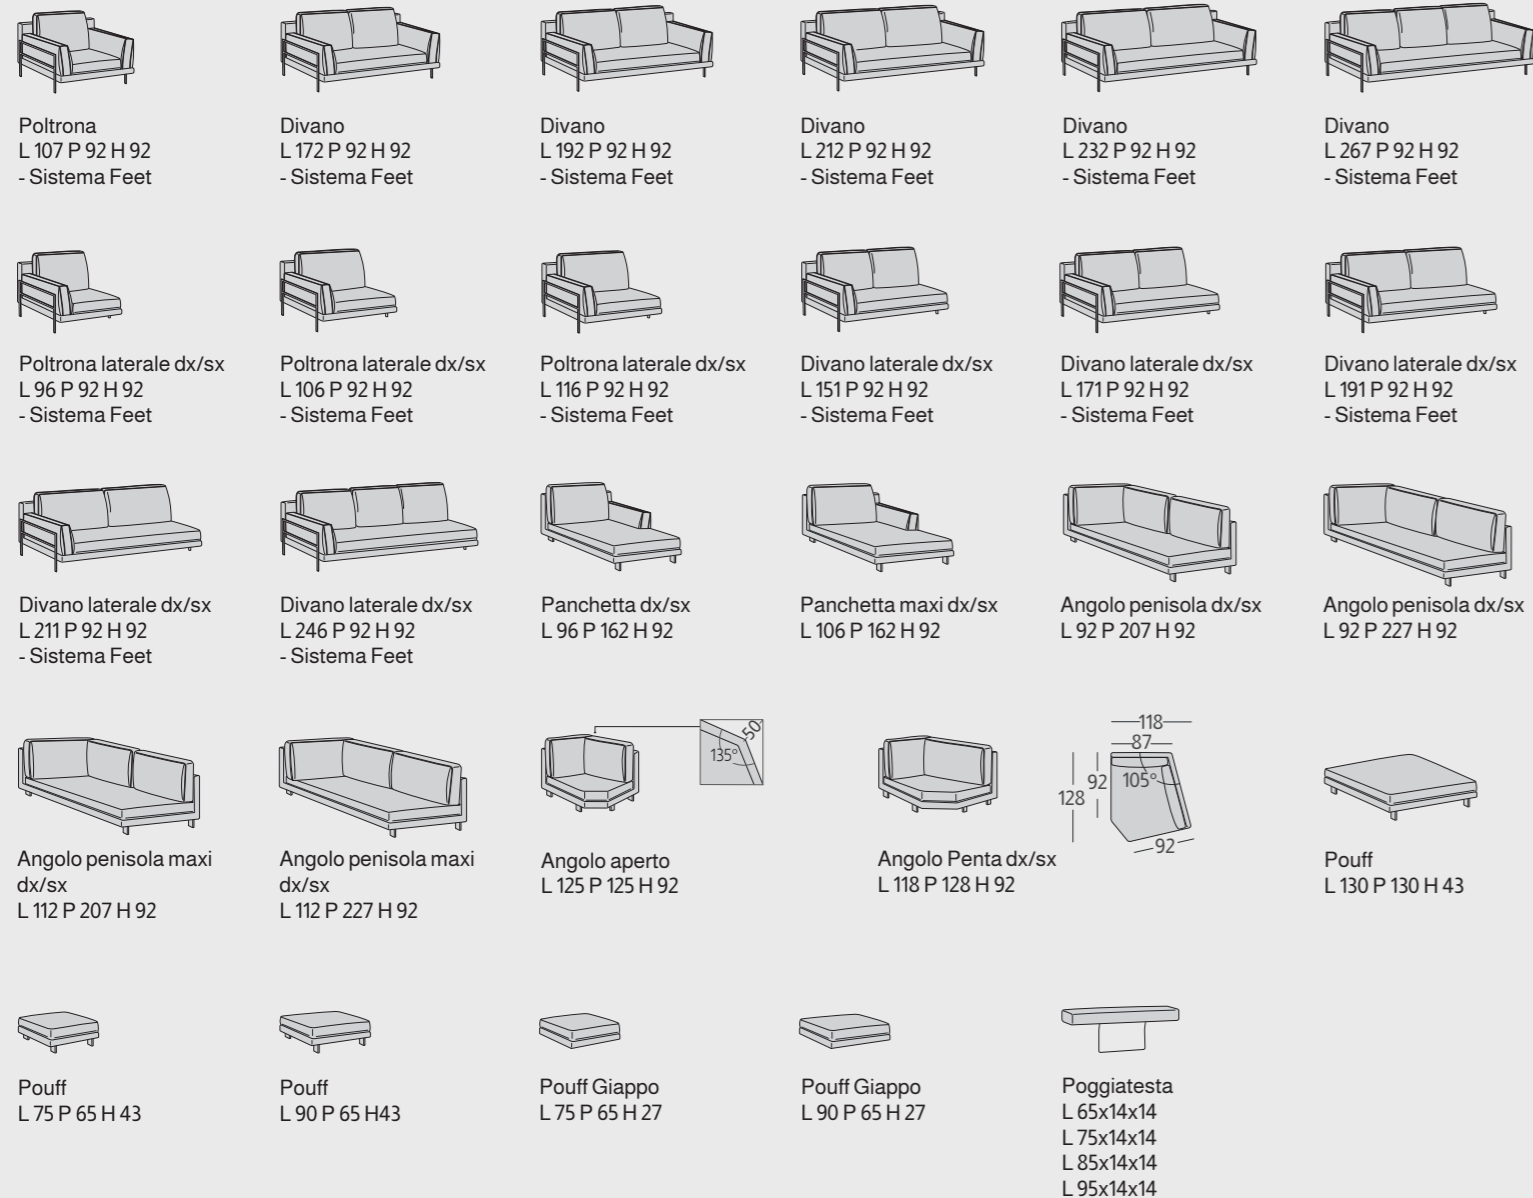 Poltrona
L 107 P 92 H 92
- Sistema Feet
Divano
L 172 P 92 H 92
- Sistema Feet
Divano
L 192 P 92 H 92
- Sistema Feet
Divano
L 212 P 92 H 92
- Sistema Feet
Divano
L 232 P 92 H 92
- Sistema Feet
Divano
L 267 P 92 H 92
- Sistema Feet
Poltrona laterale dx/sx
L 96 P 92 H 92
- Sistema Feet
Poltrona laterale dx/sx
L 106 P 92 H 92
- Sistema Feet
Poltrona laterale dx/sx
L 116 P 92 H 92
- Sistema Feet
Divano laterale dx/sx
L 151 P 92 H 92
- Sistema Feet
Divano laterale dx/sx
L 171 P 92 H 92
- Sistema Feet
Divano laterale dx/sx
L 191 P 92 H 92
- Sistema Feet
Divano laterale dx/sx
L 211 P 92 H 92
- Sistema Feet
Divano laterale dx/sx
L 246 P 92 H 92
- Sistema Feet
Panchetta dx/sx
L 96 P 162 H 92
Panchetta maxi dx/sx
L 106 P 162 H 92
Angolo penisola dx/sx
L 92 P 207 H 92
Angolo penisola dx/sx
L 92 P 227 H 92
Angolo penisola maxi
dx/sx
L 112 P 207 H 92
Angolo penisola maxi
dx/sx
L 112 P 227 H 92
50
135°
Angolo aperto
L 125 P 125 H 92
118
87
92
105°
128
92
Angolo Penta dx/sx
L 118 P 128 H 92
Pouff
L 130 P 130 H 43
Pouff
L 75 P 65 H 43
Pouff
L 90 P 65 H43
Pouff Giappo
L 75 P 65 H 27
Pouff Giappo
L 90 P 65 H 27
Poggiatesta
L 65x14x14
L 75x14x14
L 85x14x14
L 95x14x14